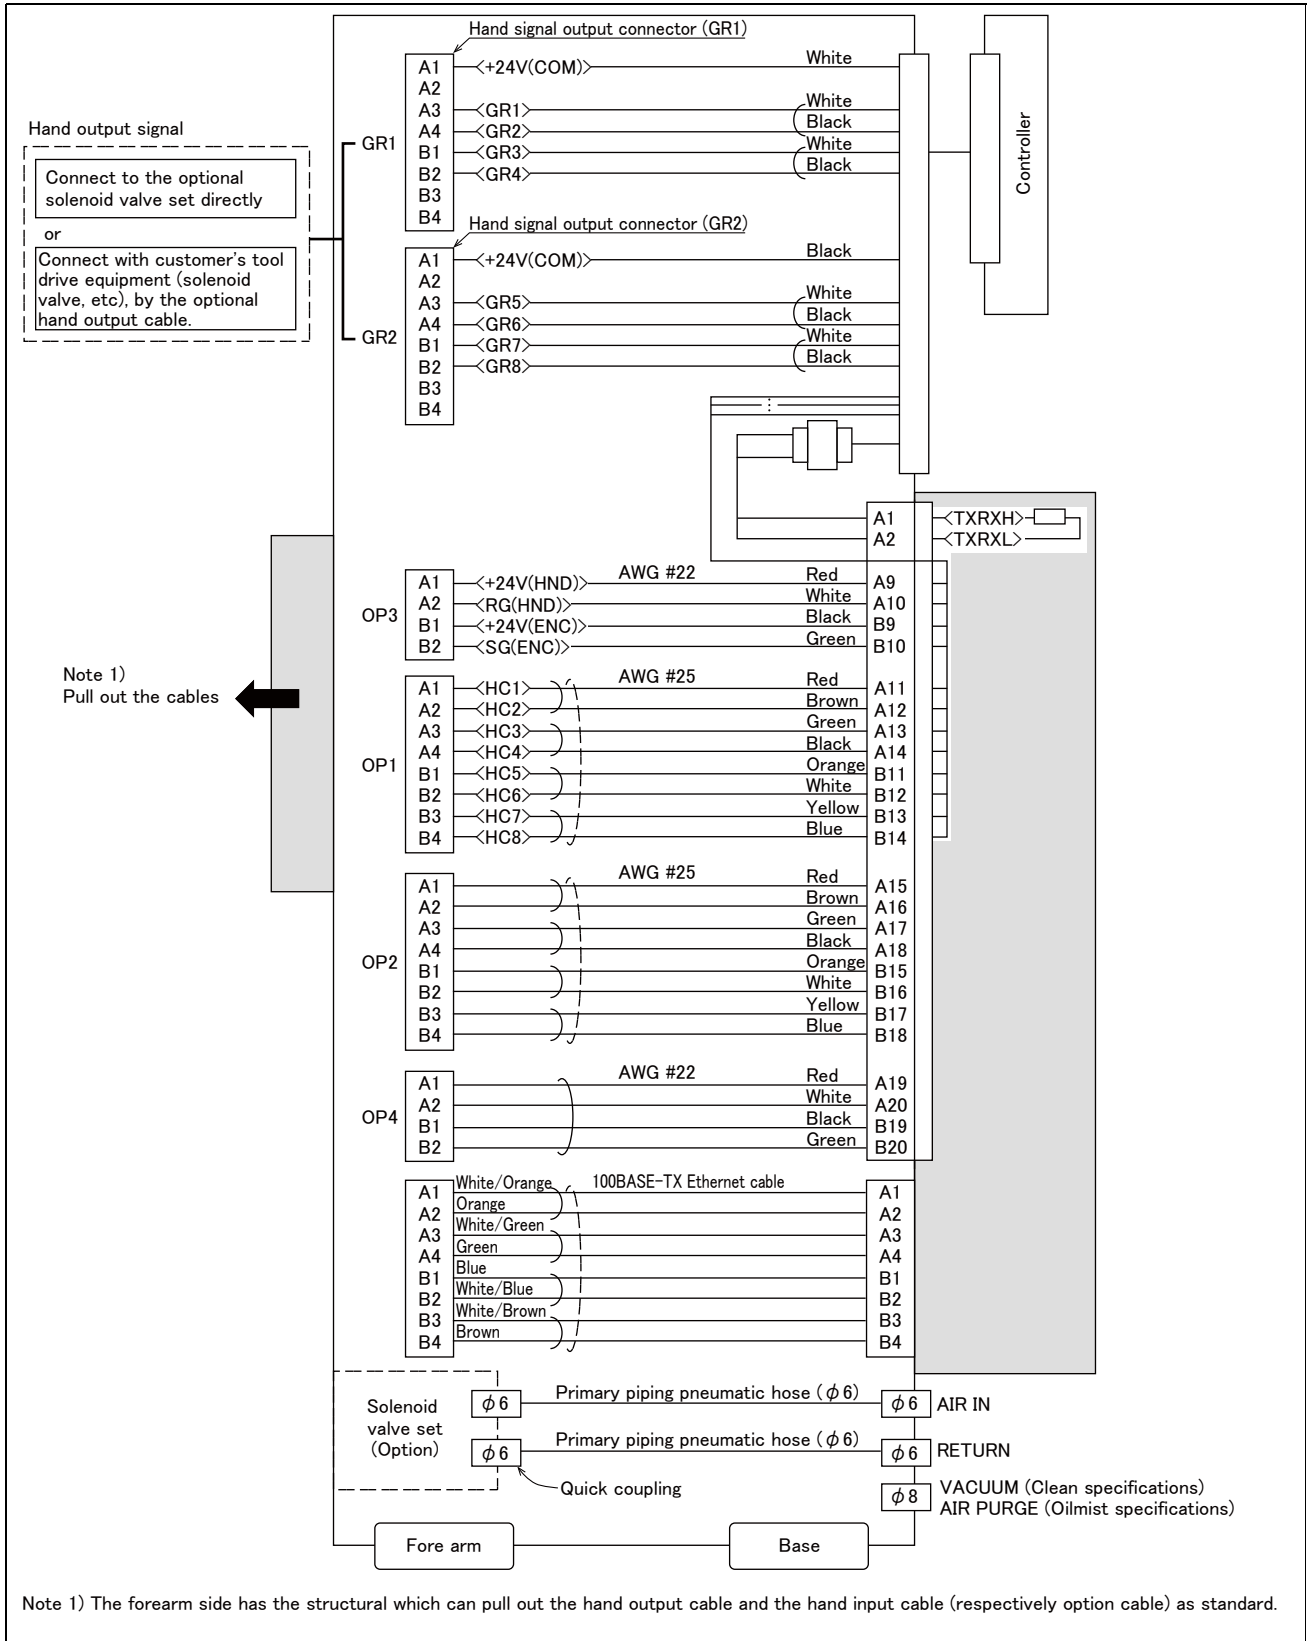 Hand signal output connector (GR1)
A1 <+24V(COM)> White
A2
A3 <GR1> White
A4 <GR2> Black
B1 <GR3> White
B2 <GR4> Black
B3
B4
GR1
Controller
Hand output signal
Connect to the optional
solenoid valve set directly
or
Connect with customer's tool
drive equipment (solenoid
valve, etc), by the optional
hand output cable.
Hand signal output connector (GR2)
A1 <+24V(COM)> Black
A2
A3 <GR5> White
A4 <GR6> Black
B1 <GR7> White
B2 <GR8> Black
B3
B4
GR2
A1 <TXRXH>
A2 <TXRXL>
OP3
A1 <+24V(HND)> AWG #22 Red A9
A2 <RG(HND)> White A10
B1 <+24V(ENC)> Black B9
B2 <SG(ENC)> Green B10
Note 1)
Pull out the cables
OP1
A1 <HC1> AWG #25 Red A11
A2 <HC2> Brown A12
A3 <HC3> Green A13
A4 <HC4> Black A14
B1 <HC5> Orange B11
B2 <HC6> White B12
B3 <HC7> Yellow B13
B4 <HC8> Blue B14
OP2
A1 AWG #25 Red A15
A2 Brown A16
A3 Green A17
A4 Black A18
B1 Orange B15
B2 White B16
B3 Yellow B17
B4 Blue B18
OP4
A1 AWG #22 Red A19
A2 White A20
B1 Black B19
B2 Green B20
A1 White/Orange 100BASE-TX Ethernet cable A1
A2 Orange A2
A3 White/Green A3
A4 Green A4
B1 Blue B1
B2 White/Blue B2
B3 White/Brown B3
B4 Brown B4
Solenoid
valve set
(Option)
φ6 Primary piping pneumatic hose (φ6) φ6 AIR IN
φ6 Primary piping pneumatic hose (φ6) φ6 RETURN
Quick coupling
φ8 VACUUM (Clean specifications)
AIR PURGE (Oilmist specifications)
Fore arm
Base
Note 1) The forearm side has the structural which can pull out the hand output cable and the hand input cable (respectively option cable) as standard.